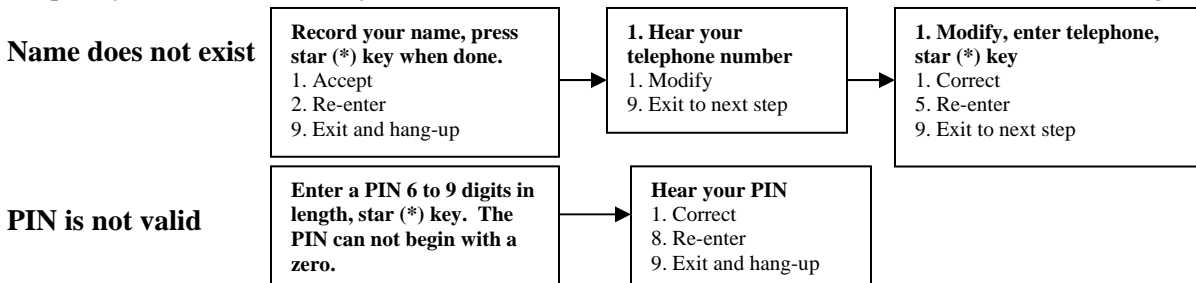 Name does not exist
Record your name, press
star (*) key when done.
1. Accept
2. Re-enter
9. Exit and hang-up
1. Hear your
telephone number
1. Modify
9. Exit to next step
1. Modify, enter telephone,
star (*) key
1. Correct
5. Re-enter
9. Exit to next step
PIN is not valid
Enter a PIN 6 to 9 digits in
length, star (*) key. The
PIN can not begin with a
zero.
Hear your PIN
1. Correct
8. Re-enter
9. Exit and hang-up